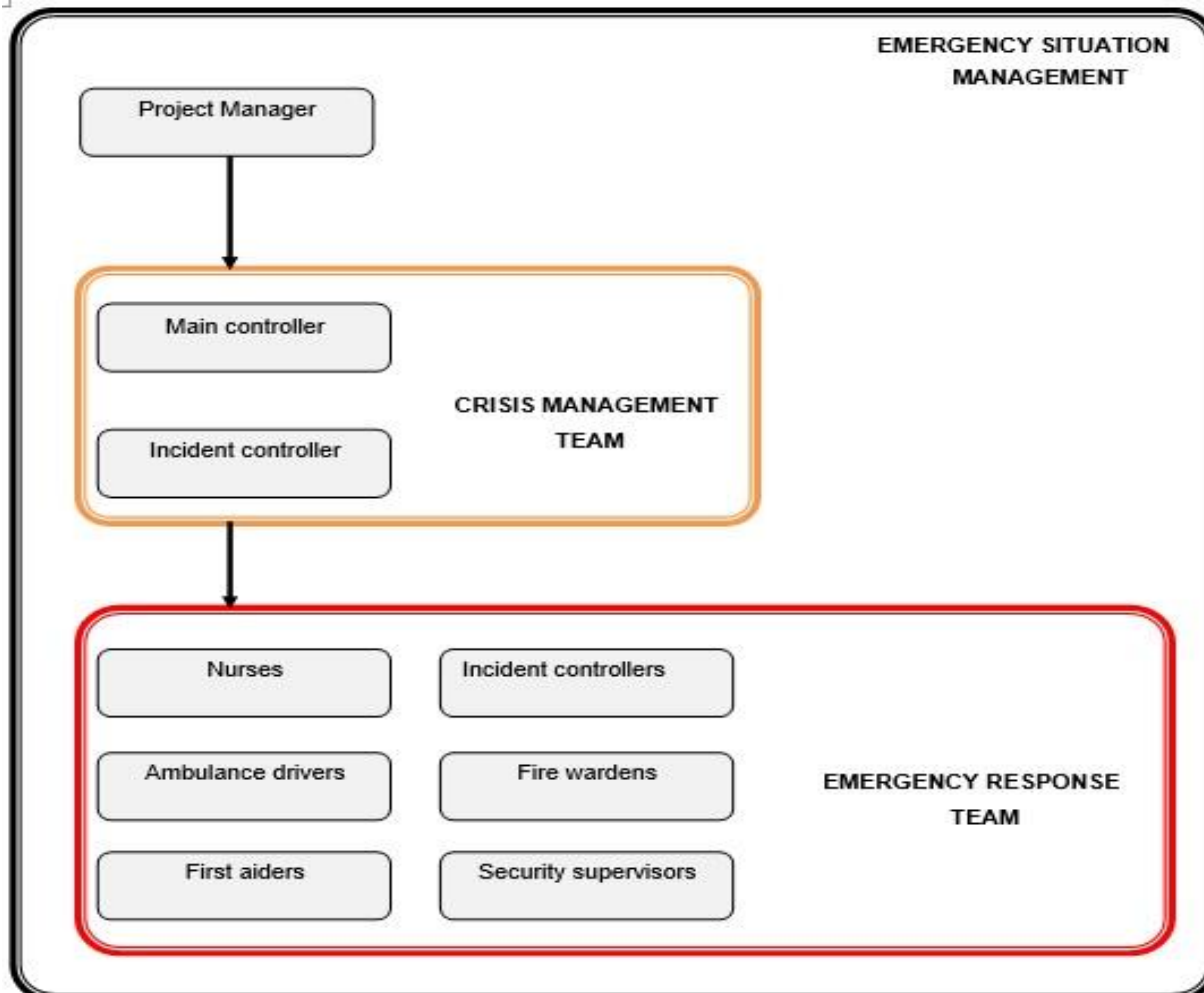 EMERGENCY SITUATION
MANAGEMENT
Project Manager
Main controller
CRISIS MANAGEMENT
TEAM
Incident controller
Nurses
Incident controllers
Ambulance drivers
Fire wardens
EMERGENCY RESPONSE
TEAM
First aiders
Security supervisors